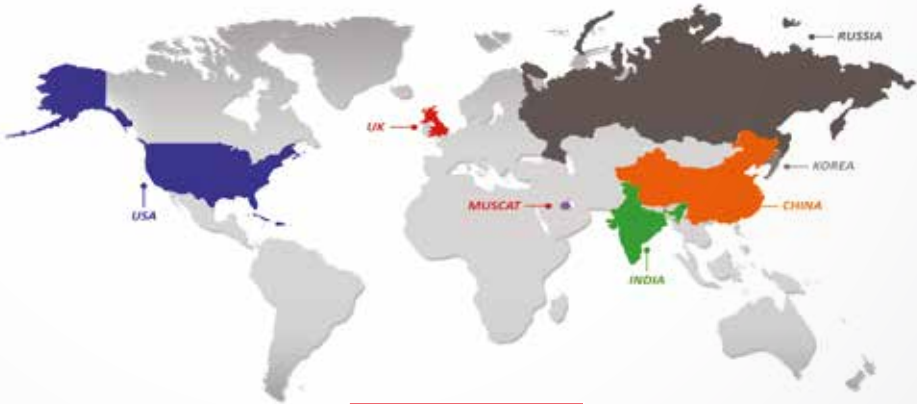 RUSSIA
UK
KOREA
MUSCAT
CHINA
USA
INDIA